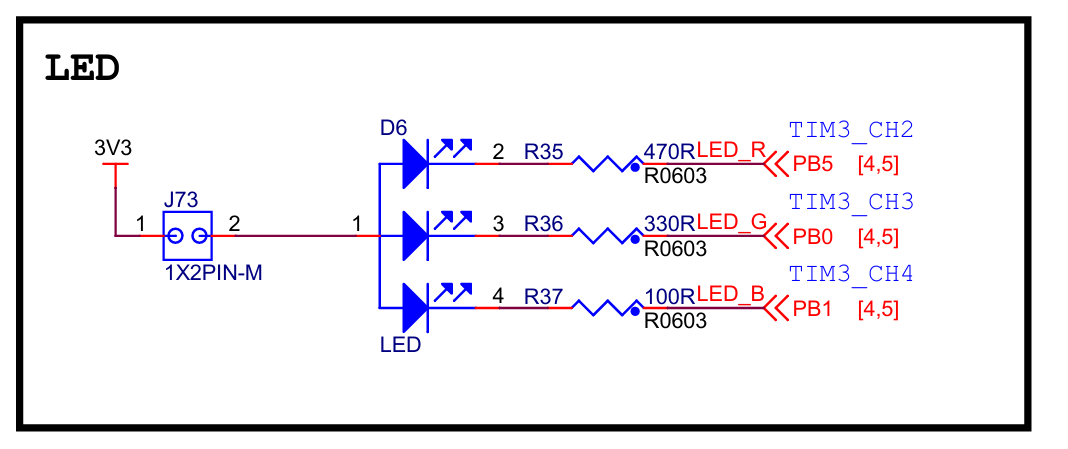 LED
D6
TIM3_CH2
3V3
2 R35 470R LED_R PB5 [4,5]
R0603
J73
TIM3_CH3
1 2 1 3 R36 330R LED_G PB0 [4,5]
R0603
1X2PIN-M
TIM3_CH4
4 R37 100R LED_B PB1 [4,5]
R0603
LED